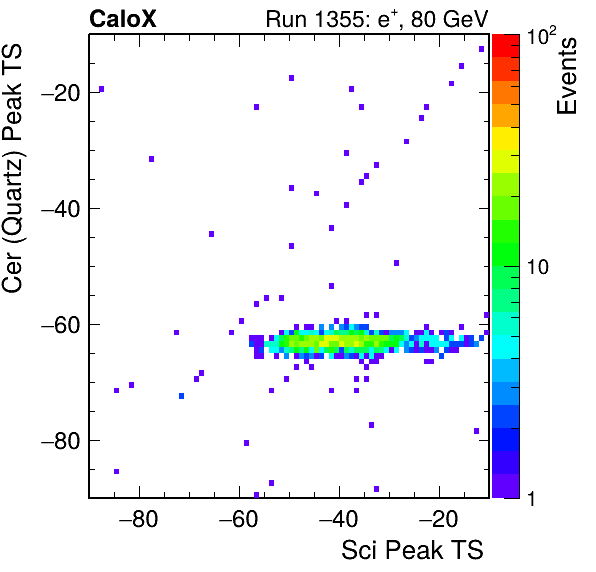 CaloX Run 1355: e⁺, 80 GeV
10²
10
1
Events
Cer (Quartz) Peak TS
−20
−40
−60
−80
−80 −60 −40 −20
Sci Peak TS